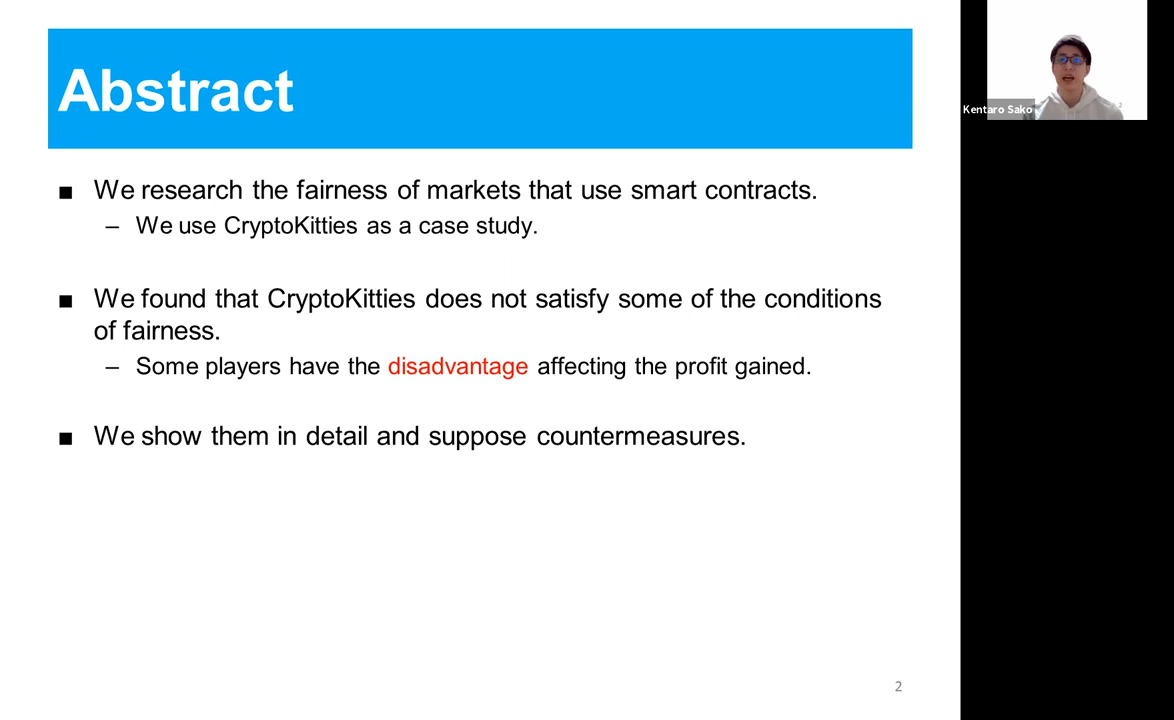 Abstract
■ We research the fairness of markets that use smart contracts.
– We use CryptoKitties as a case study.
■ We found that CryptoKitties does not satisfy some of the conditions
of fairness.
– Some players have the disadvantage affecting the profit gained.
■ We show them in detail and suppose countermeasures.
2
Kentaro Sako
2